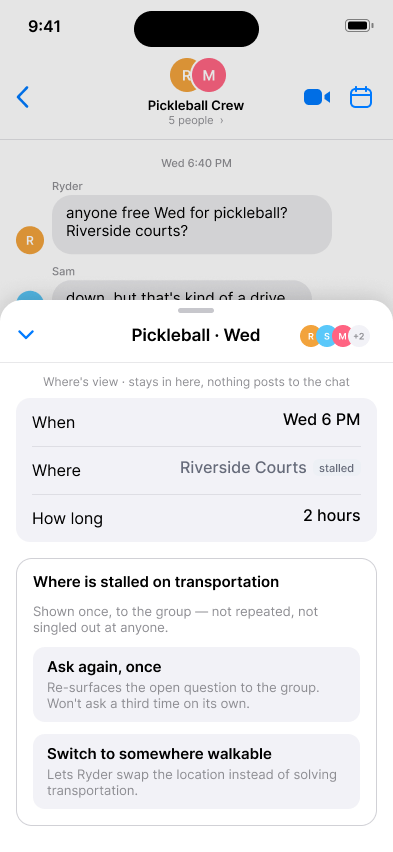 9:41
R M
Pickleball Crew
5 people ›
Wed 6:40 PM
Ryder
anyone free Wed for pickleball?
Riverside courts?
R
Sam
down, but that's kind of a drive
Pickleball · Wed
R S M +2
Where's view · stays in here, nothing posts to the chat
When Wed 6 PM
Where Riverside Courts stalled
How long 2 hours
Where is stalled on transportation
Shown once, to the group — not repeated, not
singled out at anyone.
Ask again, once
Re-surfaces the open question to the group.
Won't ask a third time on its own.
Switch to somewhere walkable
Lets Ryder swap the location instead of solving
transportation.